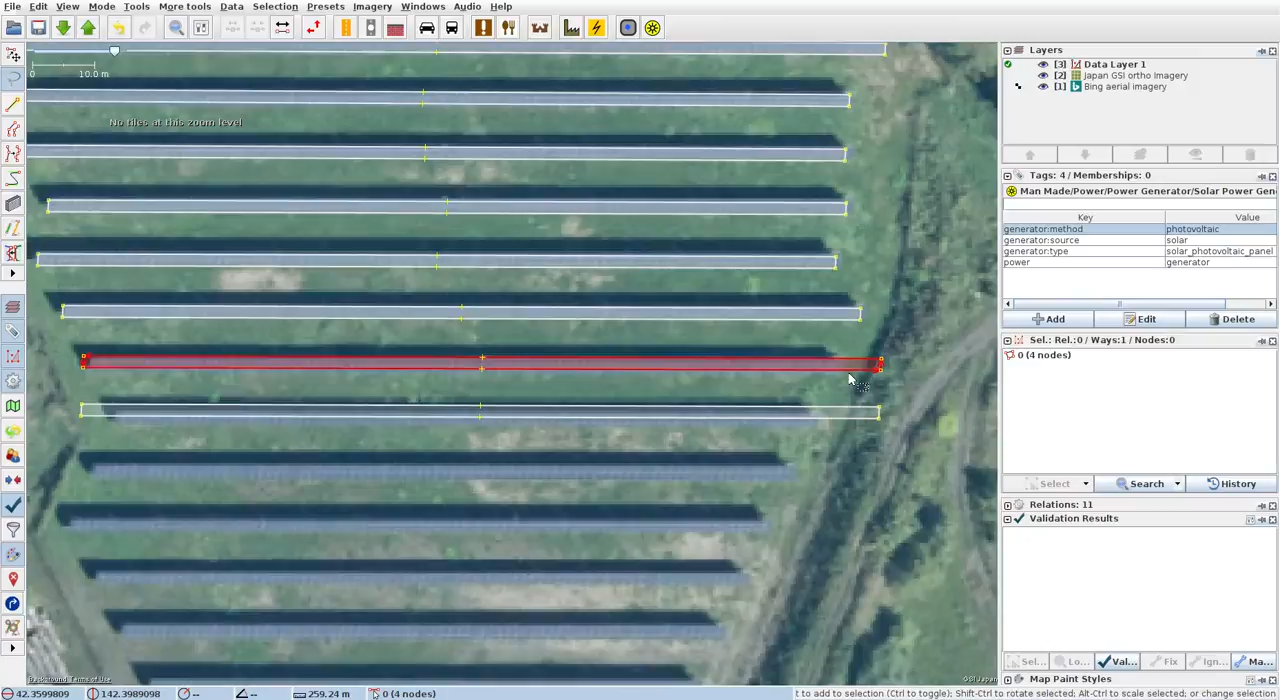 File Edit View Mode Tools More tools Data Selection Presets Imagery Windows Audio Help
10.0 m
No tiles at this zoom level
Background Terms of Use
©GSI Japan
Layers
[3] Data Layer 1
[2] Japan GSI ortho Imagery
[1] Bing aerial imagery
Tags: 4 / Memberships: 0
Man Made/Power/Power Generator/Solar Power Gen
Key Value
generator:method photovoltaic
generator:source solar
generator:type solar_photovoltaic_panel
power generator
Add Edit Delete
Sel.: Rel.:0 / Ways:1 / Nodes:0
0 (4 nodes)
Select Search History
Relations: 11
Validation Results
Sel... Lo... Val... Fix Ign... Ma...
Map Paint Styles
42.3599809 142.3989098 -- -- 259.24 m 0 (4 nodes) t to add to selection (Ctrl to toggle); Shift-Ctrl to rotate selected; Alt-Ctrl to scale selected; or change selection